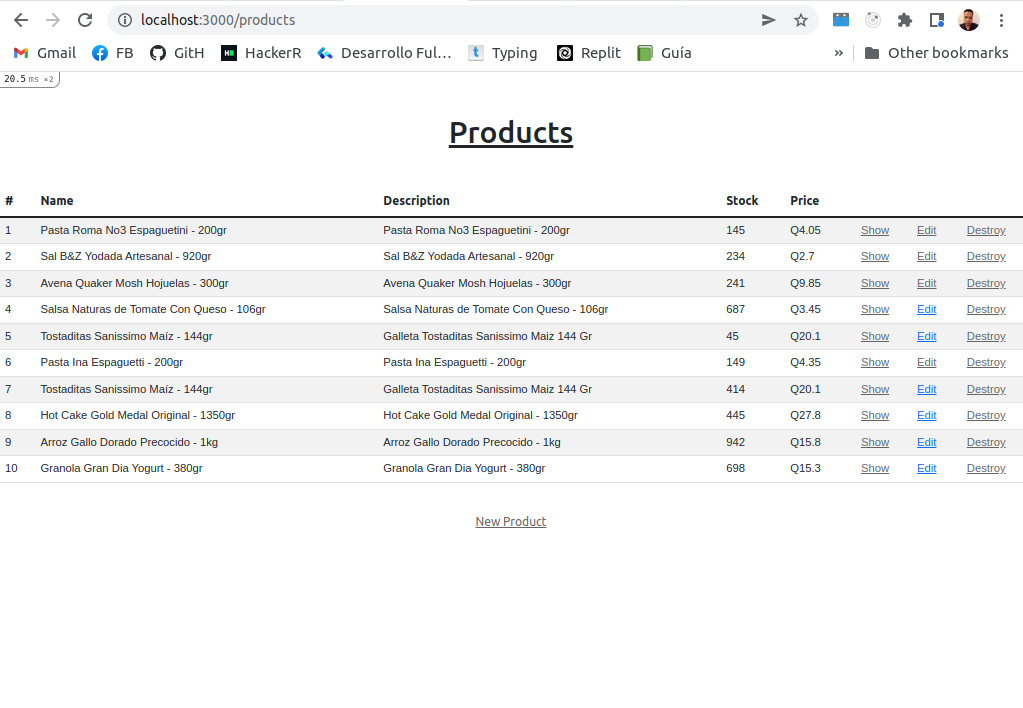 localhost:3000/products
Gmail FB GitH HackerR Desarrollo Ful... Typing Replit Guía » Other bookmarks
20.5 ms ×2
Products
# Name Description Stock Price
1 Pasta Roma No3 Espaguetini - 200gr Pasta Roma No3 Espaguetini - 200gr 145 Q4.05 Show Edit Destroy
2 Sal B&Z Yodada Artesanal - 920gr Sal B&Z Yodada Artesanal - 920gr 234 Q2.7 Show Edit Destroy
3 Avena Quaker Mosh Hojuelas - 300gr Avena Quaker Mosh Hojuelas - 300gr 241 Q9.85 Show Edit Destroy
4 Salsa Naturas de Tomate Con Queso - 106gr Salsa Naturas de Tomate Con Queso - 106gr 687 Q3.45 Show Edit Destroy
5 Tostaditas Sanissimo Maíz - 144gr Galleta Tostaditas Sanissimo Maiz 144 Gr 45 Q20.1 Show Edit Destroy
6 Pasta Ina Espaguetti - 200gr Pasta Ina Espaguetti - 200gr 149 Q4.35 Show Edit Destroy
7 Tostaditas Sanissimo Maíz - 144gr Galleta Tostaditas Sanissimo Maiz 144 Gr 414 Q20.1 Show Edit Destroy
8 Hot Cake Gold Medal Original - 1350gr Hot Cake Gold Medal Original - 1350gr 445 Q27.8 Show Edit Destroy
9 Arroz Gallo Dorado Precocido - 1kg Arroz Gallo Dorado Precocido - 1kg 942 Q15.8 Show Edit Destroy
10 Granola Gran Dia Yogurt - 380gr Granola Gran Dia Yogurt - 380gr 698 Q15.3 Show Edit Destroy
New Product